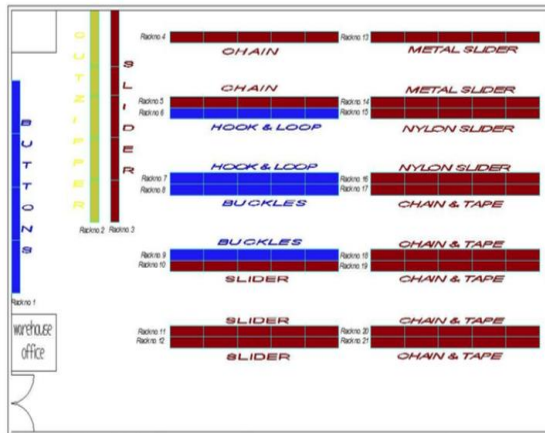 Rackno. 4
CHAIN
Rackno. 13
METAL SLIDER
CUTZIPPER
SLIDER
BUTTONS
CHAIN
Rackno. 5
Rackno. 6
HOOK & LOOP
METAL SLIDER
Rackno. 14
Rackno. 15
NYLON SLIDER
HOOK & LOOP
Rackno. 7
Rackno. 8
BUCKLES
NYLON SLIDER
Rackno. 16
Rackno. 17
CHAIN & TAPE
Rackno. 2
Rackno. 3
BUCKLES
Rackno. 9
Rackno. 10
SLIDER
CHAIN & TAPE
Rackno. 18
Rackno. 19
CHAIN & TAPE
Rackno. 1
warehouse
office
SLIDER
Rackno. 11
Rackno. 12
SLIDER
CHAIN & TAPE
Rackno. 20
Rackno. 21
CHAIN & TAPE